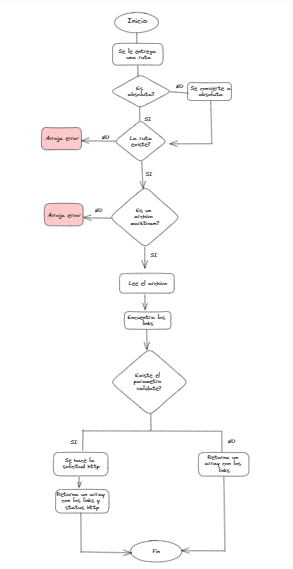 Inicio
Se le entrega
una ruta
Es
absoluta?
NO
Se convierte a
absoluta
SI
La ruta
existe?
NO
Arroja error
SI
Es un
archivo
markdown?
NO
Arroja error
SI
Lee el archivo
Encuentra los
links
Existe el
parametro
validate?
SI
NO
Se hace la
solicitud http
Retorna un
array con los
links
Retorna un array
con los links y
status http
Fin